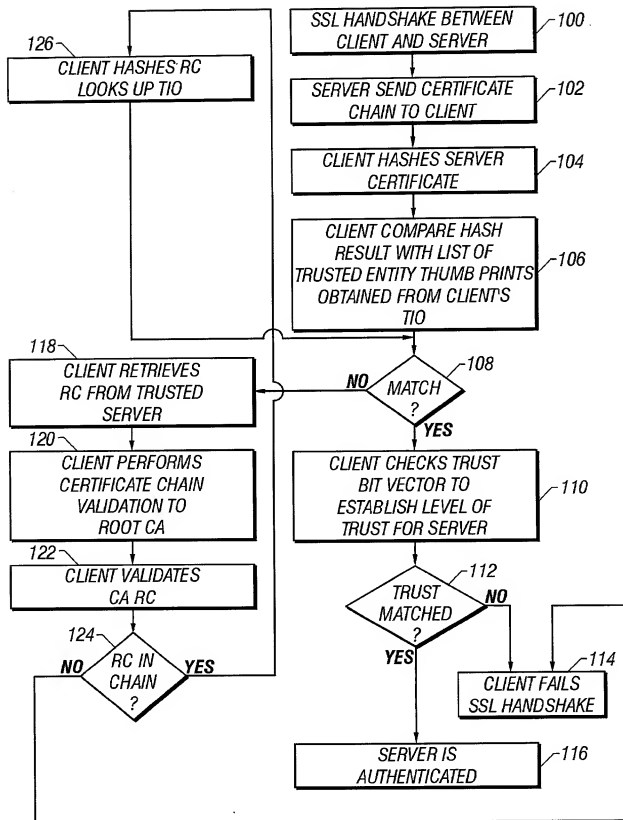 100
SSL HANDSHAKE BETWEEN
CLIENT AND SERVER
126
CLIENT HASHES RC
LOOKS UP TIO
102
SERVER SEND CERTIFICATE
CHAIN TO CLIENT
104
CLIENT HASHES SERVER
CERTIFICATE
106
CLIENT COMPARE HASH
RESULT WITH LIST OF
TRUSTED ENTITY THUMB PRINTS
OBTAINED FROM CLIENT'S
TIO
108
MATCH
?
NO
YES
118
CLIENT RETRIEVES
RC FROM TRUSTED
SERVER
120
CLIENT PERFORMS
CERTIFICATE CHAIN
VALIDATION TO
ROOT CA
110
CLIENT CHECKS TRUST
BIT VECTOR TO
ESTABLISH LEVEL OF
TRUST FOR SERVER
122
CLIENT VALIDATES
CA RC
112
TRUST
MATCHED
?
NO
YES
124
RC IN
CHAIN
?
NO
YES
114
CLIENT FAILS
SSL HANDSHAKE
116
SERVER IS
AUTHENTICATED